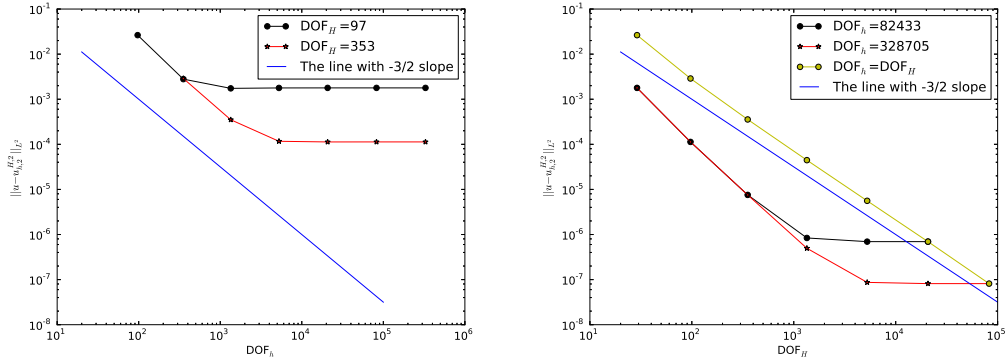 10^-1
10^-2
10^-3
10^-4
10^-5
10^-6
10^-7
10^-8
||u−u_{h,2}^{H,2}||_{L^2}
DOF_H=97
DOF_H=353
The line with -3/2 slope
10^1 10^2 10^3 10^4 10^5 10^6
DOF_h
10^-1
10^-2
10^-3
10^-4
10^-5
10^-6
10^-7
10^-8
||u−u_{h,2}^{H,2}||_{L^2}
DOF_h=82433
DOF_h=328705
DOF_h=DOF_H
The line with -3/2 slope
10^1 10^2 10^3 10^4 10^5
DOF_H